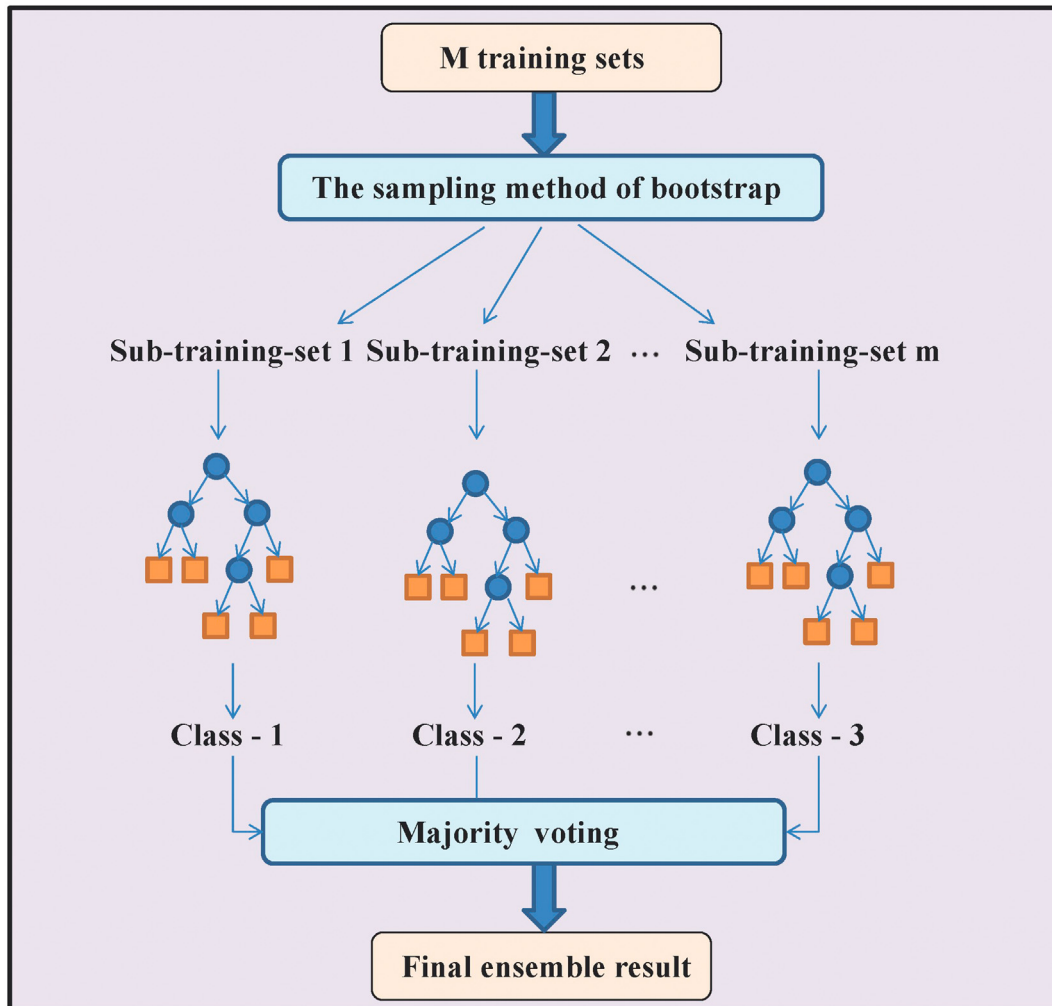 M training sets
The sampling method of bootstrap
Sub-training-set 1 Sub-training-set 2 ... Sub-training-set m
...
Class - 1 Class - 2 ... Class - 3
Majority voting
Final ensemble result